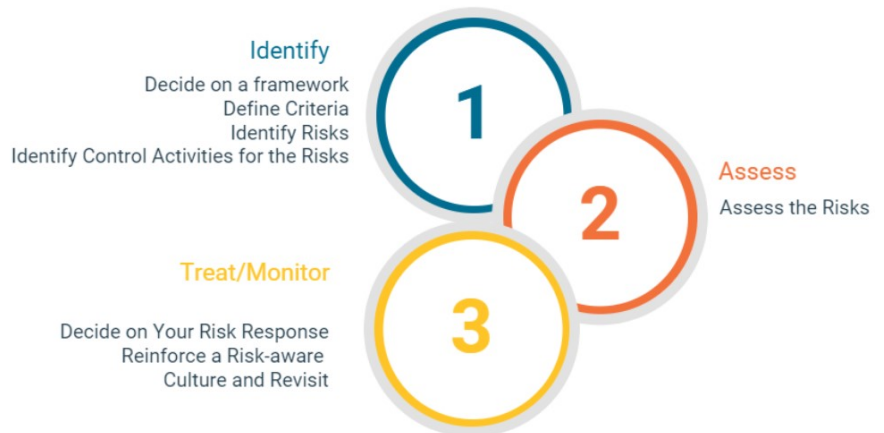 Identify
Decide on a framework
Define Criteria
Identify Risks
Identify Control Activities for the Risks
1
2
Assess
Assess the Risks
Treat/Monitor
Decide on Your Risk Response
Reinforce a Risk-aware
Culture and Revisit
3